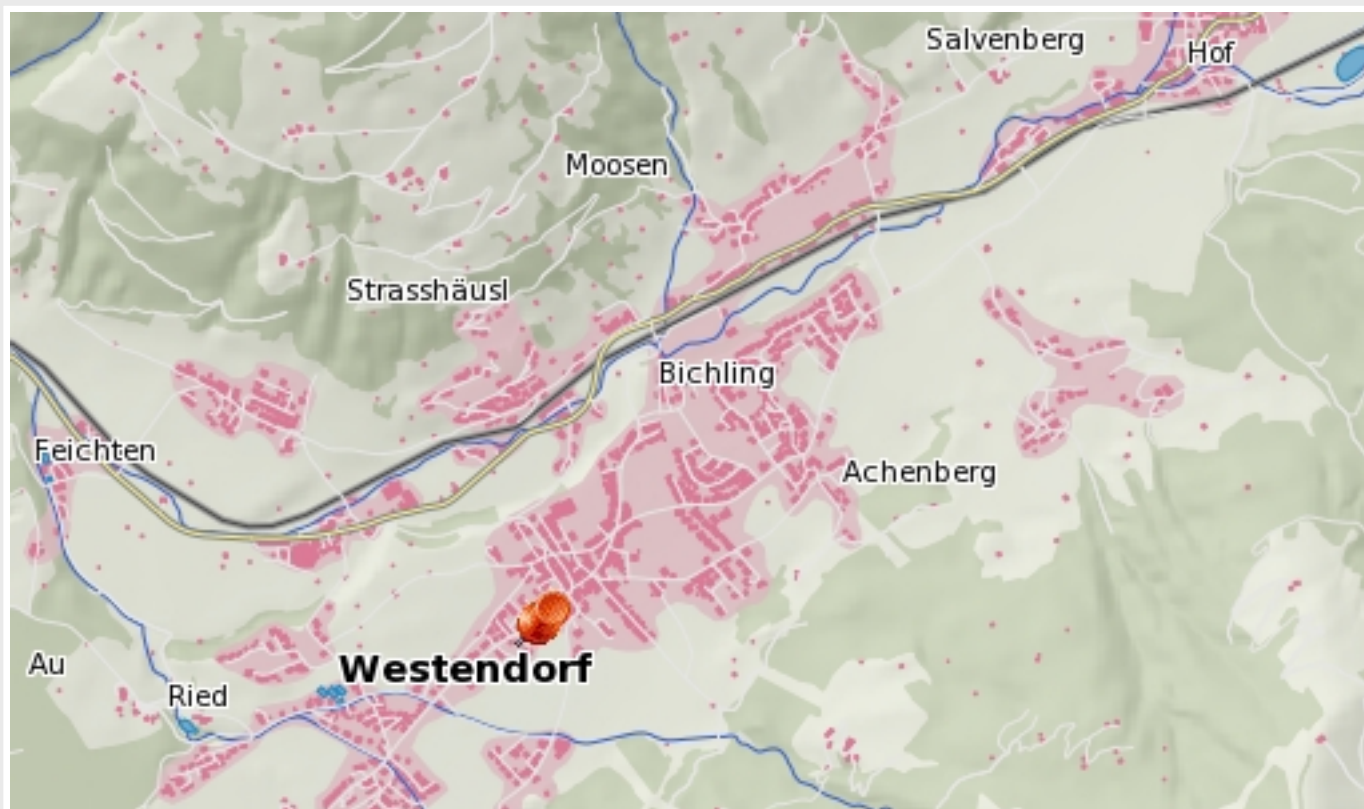 Salvenberg
Hof
Moosen
Strasshäusl
Bichling
Feichten
Achenberg
Au
Westendorf
Ried